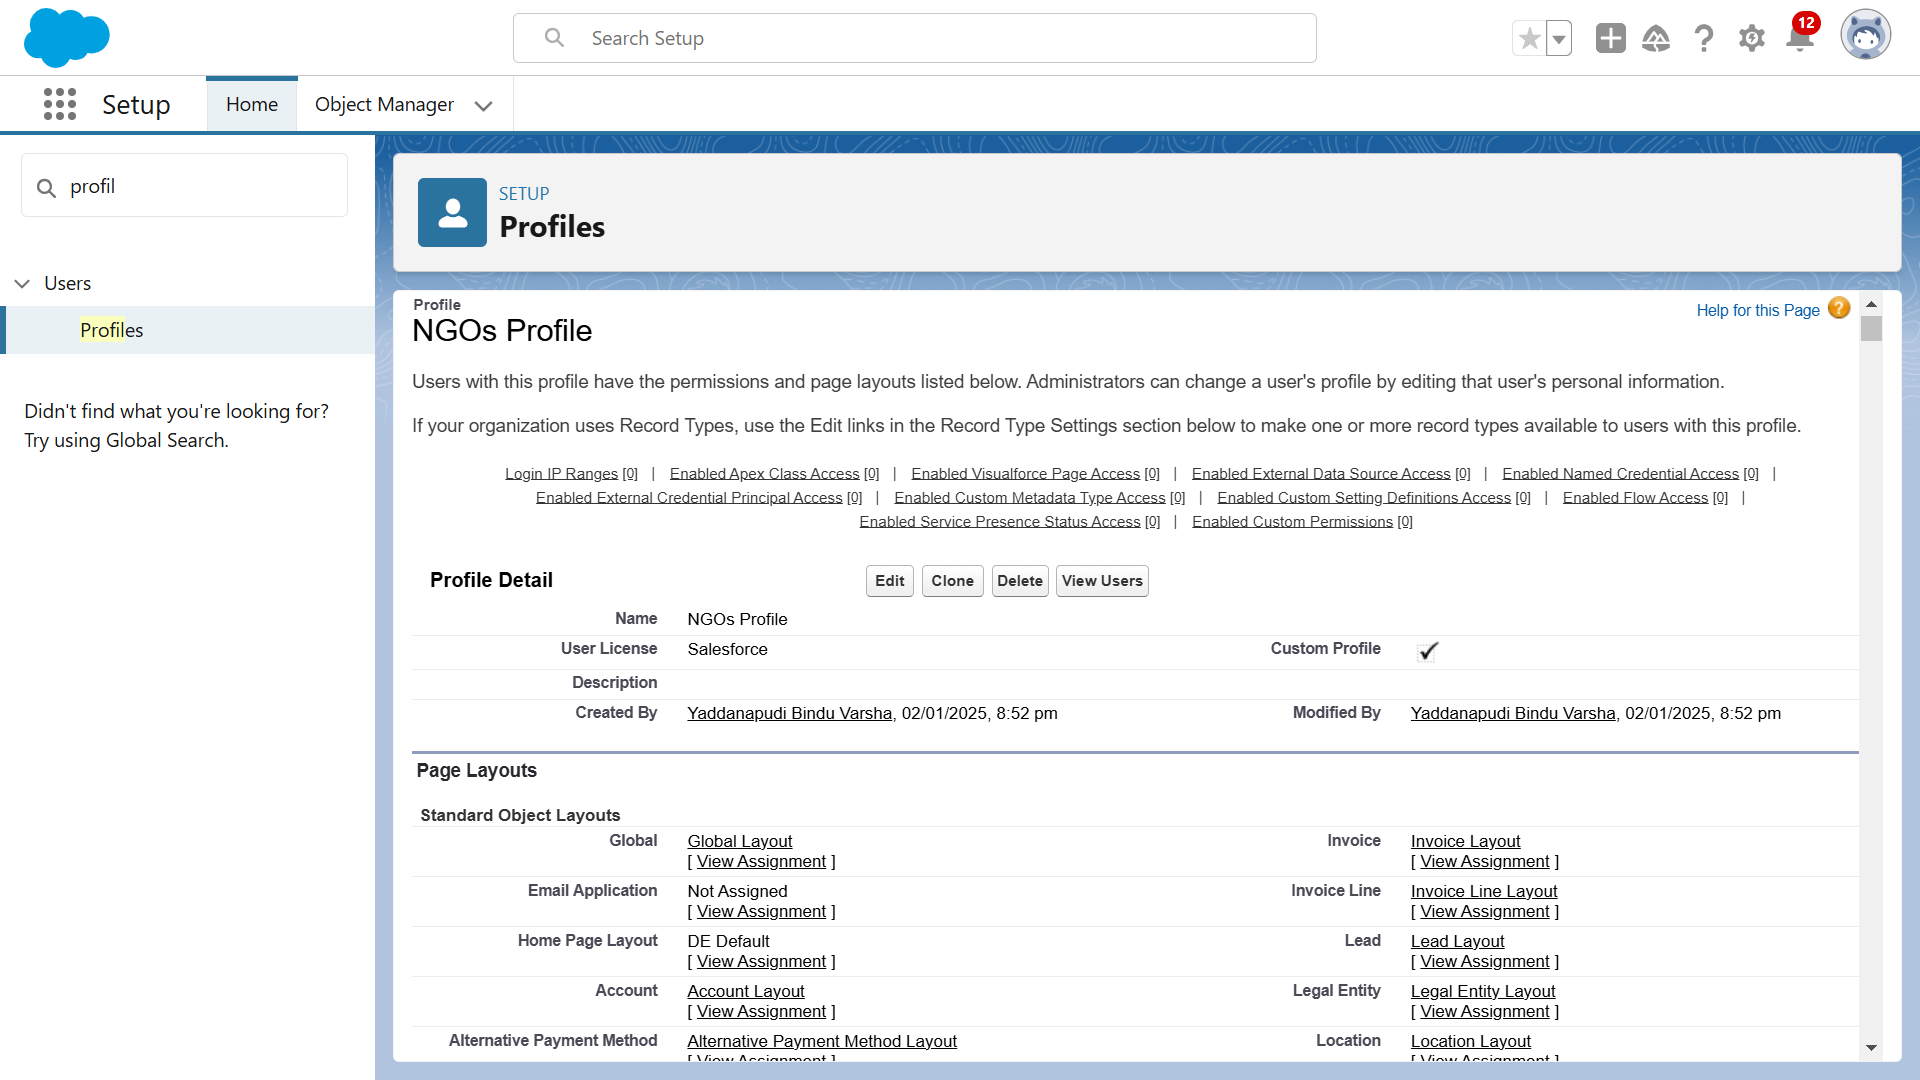 Search Setup
12
Setup
Home
Object Manager
profil
Users
Profiles
Didn't find what you're looking for?
Try using Global Search.
SETUP
Profiles
Profile
NGOs Profile
Help for this Page ?
Users with this profile have the permissions and page layouts listed below. Administrators can change a user's profile by editing that user's personal information.
If your organization uses Record Types, use the Edit links in the Record Type Settings section below to make one or more record types available to users with this profile.
Login IP Ranges [0] | Enabled Apex Class Access [0] | Enabled Visualforce Page Access [0] | Enabled External Data Source Access [0] | Enabled Named Credential Access [0] |
Enabled External Credential Principal Access [0] | Enabled Custom Metadata Type Access [0] | Enabled Custom Setting Definitions Access [0] | Enabled Flow Access [0] |
Enabled Service Presence Status Access [0] | Enabled Custom Permissions [0]
Profile Detail Edit Clone Delete View Users
Name NGOs Profile
User License Salesforce Custom Profile
Description
Created By Yaddanapudi Bindu Varsha, 02/01/2025, 8:52 pm Modified By Yaddanapudi Bindu Varsha, 02/01/2025, 8:52 pm
Page Layouts
Standard Object Layouts
Global Global Layout Invoice Invoice Layout
[ View Assignment ] [ View Assignment ]
Email Application Not Assigned Invoice Line Invoice Line Layout
[ View Assignment ] [ View Assignment ]
Home Page Layout DE Default Lead Lead Layout
[ View Assignment ] [ View Assignment ]
Account Account Layout Legal Entity Legal Entity Layout
[ View Assignment ] [ View Assignment ]
Alternative Payment Method Alternative Payment Method Layout Location Location Layout
[ View Assignment ] [ View Assignment ]